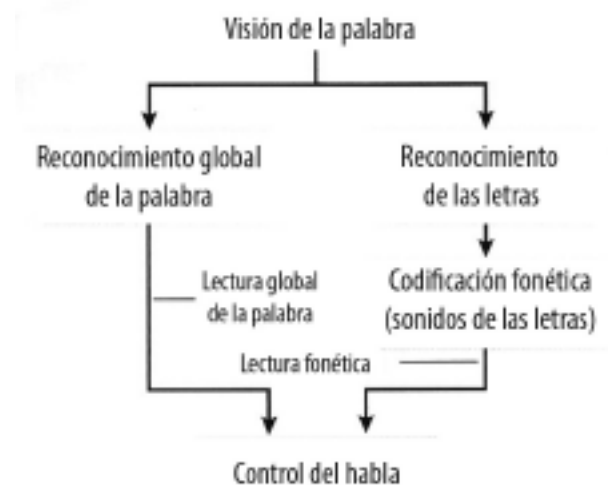 Visión de la palabra
Reconocimiento global
de la palabra
Reconocimiento
de las letras
Lectura global
de la palabra
Codificación fonética
(sonidos de las letras)
Lectura fonética
Control del habla